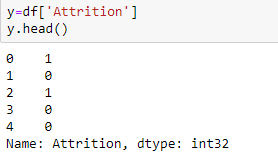 y=df['Attrition']
y.head()
0    1
1    0
2    1
3    0
4    0
Name: Attrition, dtype: int32